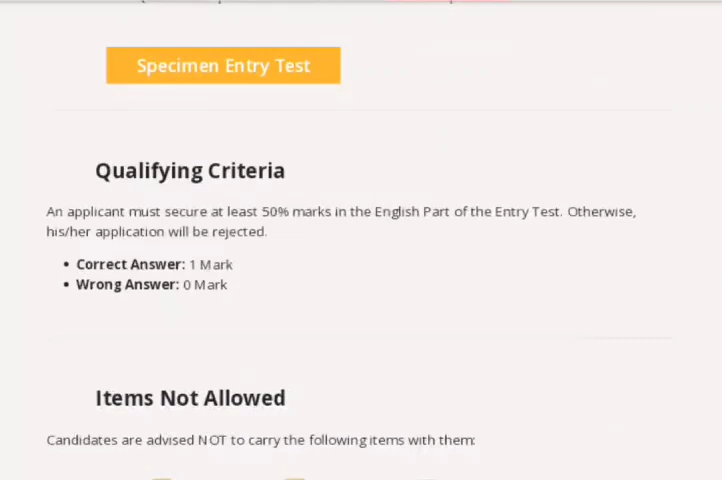 Specimen Entry Test
Qualifying Criteria
An applicant must secure at least 50% marks in the English Part of the Entry Test. Otherwise,
his/her application will be rejected.
• Correct Answer: 1 Mark
• Wrong Answer: 0 Mark
Items Not Allowed
Candidates are advised NOT to carry the following items with them: